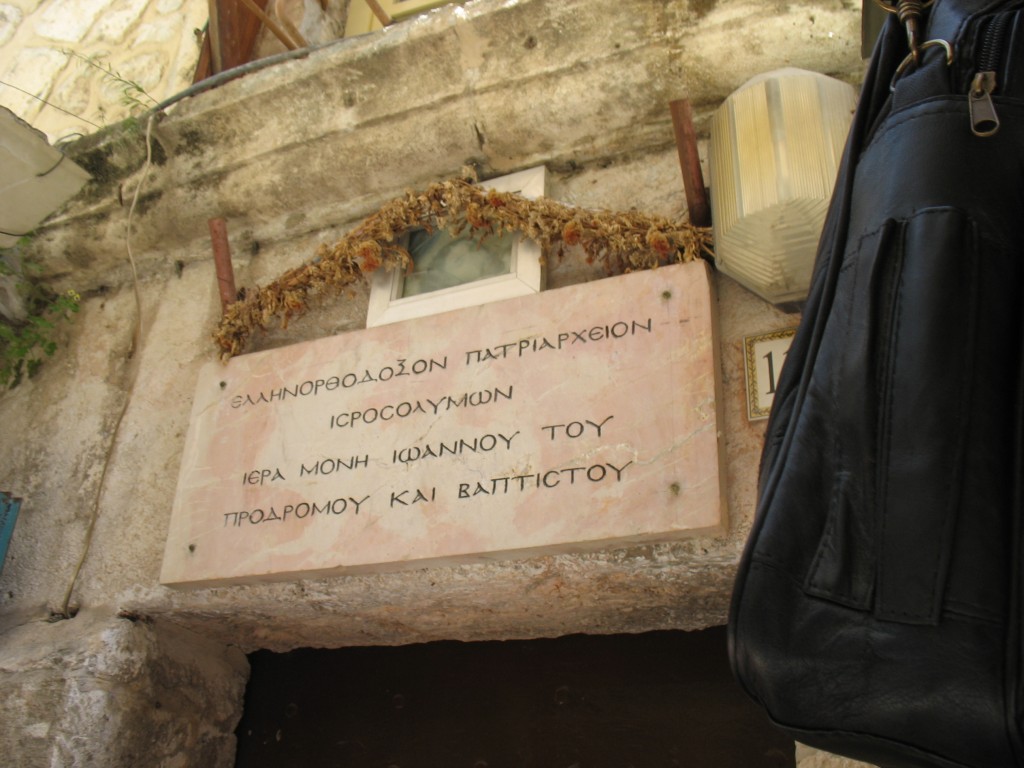 ΕΛΛΗΝΟΡΘΟΔΟΞΟΝ ΠΑΤΡΙΑΡΧΕΙΟΝ
ΙΕΡΟΣΟΛΥΜΩΝ
ΙΕΡΑ ΜΟΝΗ ΙΩΑΝΝΟΥ ΤΟΥ
ΠΡΟΔΡΟΜΟΥ ΚΑΙ ΒΑΠΤΙΣΤΟΥ